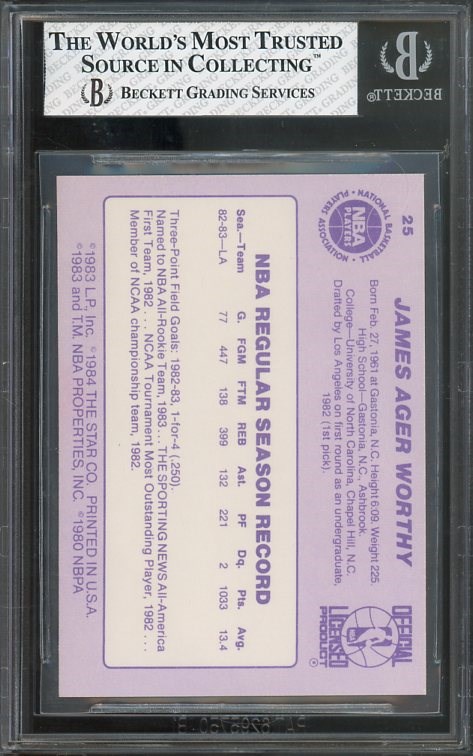 THE WORLD'S MOST TRUSTED
SOURCE IN COLLECTING™
BECKETT GRADING SERVICES
BECKETT
25
NATIONAL BASKETBALL
PLAYERS ASSOCIATION
NBA
PLAYER
JAMES AGER WORTHY
Born Feb. 27, 1961 at Gastonia, N.C. Height 6:09. Weight 225.
High School—Gastonia, N.C., Ashbrook.
College—University of North Carolina, Chapel Hill, N.C.
Drafted by Los Angeles on first round as an undergraduate,
1982 (1st pick).
OFFICIAL
LICENSED
PRODUCT®
NBA REGULAR SEASON RECORD
Sea.—Team G. FGM FTM REB Ast. PF Dq. Pts. Avg.
82-83—LA 77 447 138 399 132 221 2 1033 13.4
Three-Point Field Goals: 1982-83, 1-for-4 (.250).
Named to NBA All-Rookie Team, 1983 . . . THE SPORTING NEWS All-America
First Team, 1982 . . . NCAA Tournament Most Outstanding Player, 1982 . . .
Member of NCAA championship team, 1982.
©1983 L.P., Inc. ©1984 THE STAR CO., PRINTED IN U.S.A.
©1983 and T.M. NBA PROPERTIES, INC. ©1980 NBPA